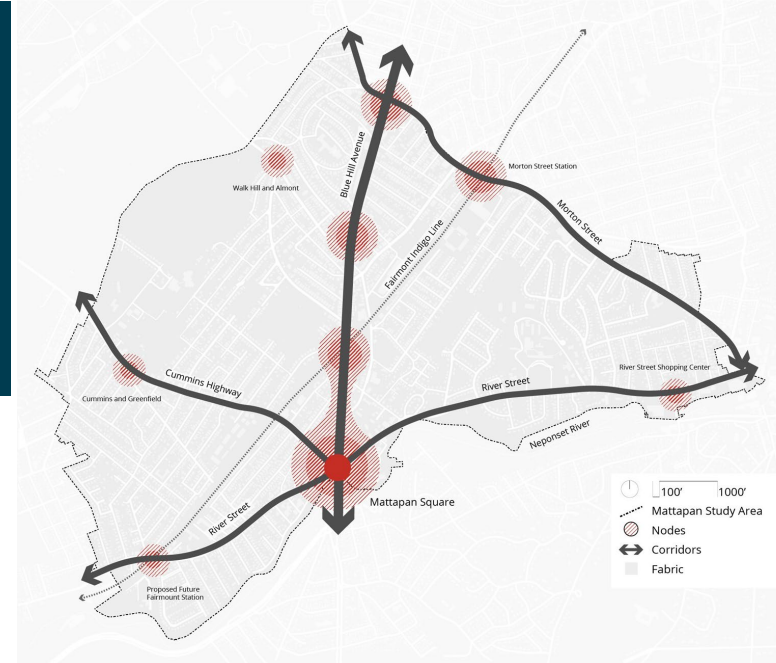 Blue Hill Avenue
Walk Hill and Almont
Morton Street Station
Morton Street
Fairmont Indigo Line
Cummins Highway
Cummins and Greenfield
River Street Shopping Center
River Street
Neponset River
Mattapan Square
River Street
Proposed Future
Fairmount Station
100' 1000'
Mattapan Study Area
Nodes
Corridors
Fabric